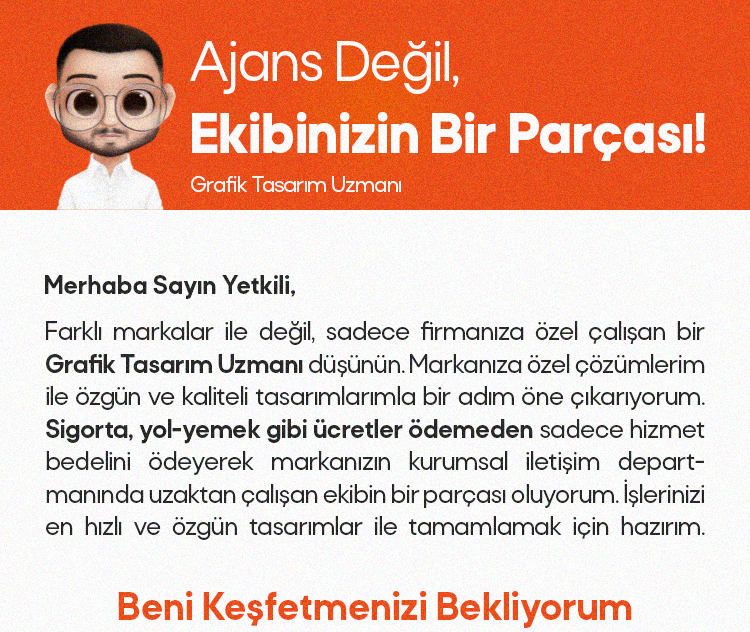 Ajans Değil,
Ekibinizin Bir Parçası!
Grafik Tasarım Uzmanı
Merhaba Sayın Yetkili,
Farklı markalar ile değil, sadece firmanıza özel çalışan bir
Grafik Tasarım Uzmanı düşünün. Markanıza özel çözümlerim
ile özgün ve kaliteli tasarımlarımla bir adım öne çıkarıyorum.
Sigorta, yol-yemek gibi ücretler ödemeden sadece hizmet
bedelini ödeyerek markanızın kurumsal iletişim depart-
manında uzaktan çalışan ekibin bir parçası oluyorum. İşlerinizi
en hızlı ve özgün tasarımlar ile tamamlamak için hazırım.
Beni Keşfetmenizi Bekliyorum